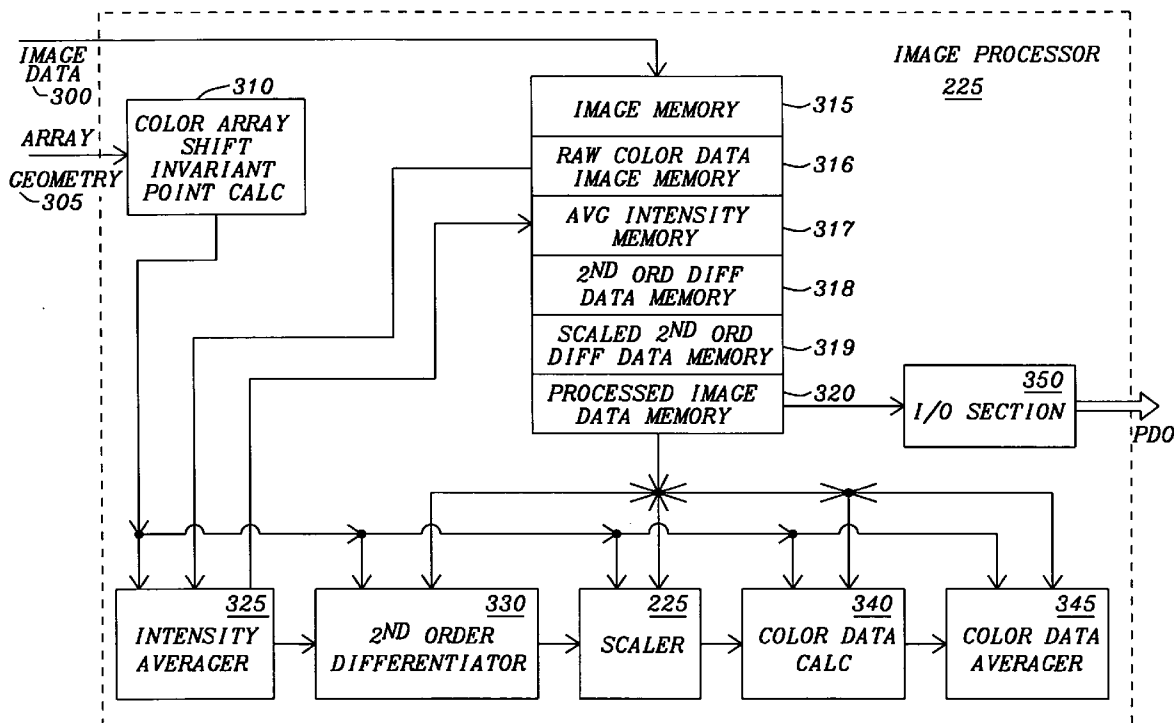 IMAGE
DATA
300
ARRAY
GEOMETRY
305
310
COLOR ARRAY
SHIFT
INVARIANT
POINT CALC
IMAGE PROCESSOR
225
IMAGE MEMORY
315
RAW COLOR DATA
IMAGE MEMORY
316
AVG INTENSITY
MEMORY
317
2ND ORD DIFF
DATA MEMORY
318
SCALED 2ND ORD
DIFF DATA MEMORY
319
PROCESSED IMAGE
DATA MEMORY
320
350
I/O SECTION
PDO
325
INTENSITY
AVERAGER
330
2ND ORDER
DIFFERENTIATOR
225
SCALER
340
COLOR DATA
CALC
345
COLOR DATA
AVERAGER